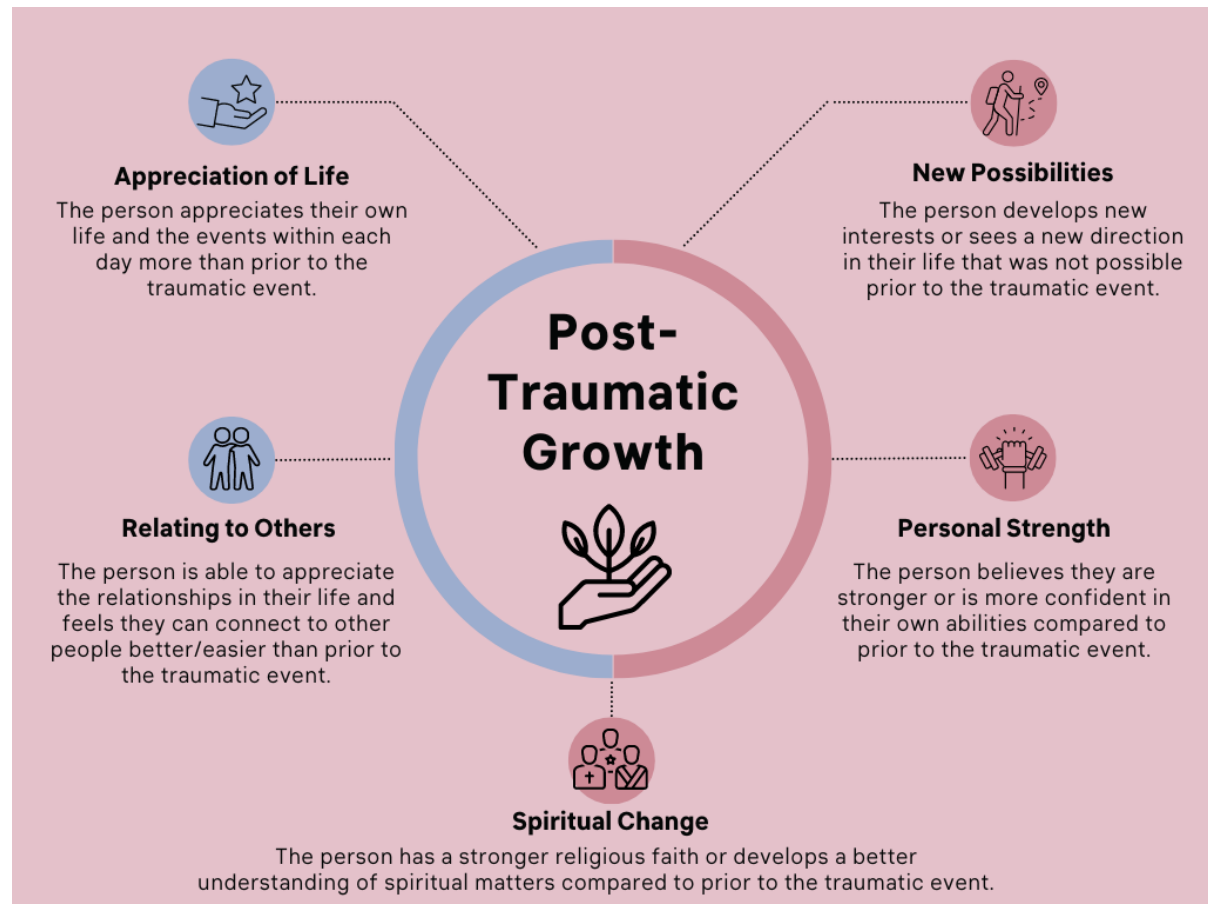 Post-
Traumatic
Growth
Appreciation of Life
The person appreciates their own
life and the events within each
day more than prior to the
traumatic event.
New Possibilities
The person develops new
interests or sees a new direction
in their life that was not possible
prior to the traumatic event.
Relating to Others
The person is able to appreciate
the relationships in their life and
feels they can connect to other
people better/easier than prior to
the traumatic event.
Personal Strength
The person believes they are
stronger or is more confident in
their own abilities compared to
prior to the traumatic event.
Spiritual Change
The person has a stronger religious faith or develops a better
understanding of spiritual matters compared to prior to the traumatic event.